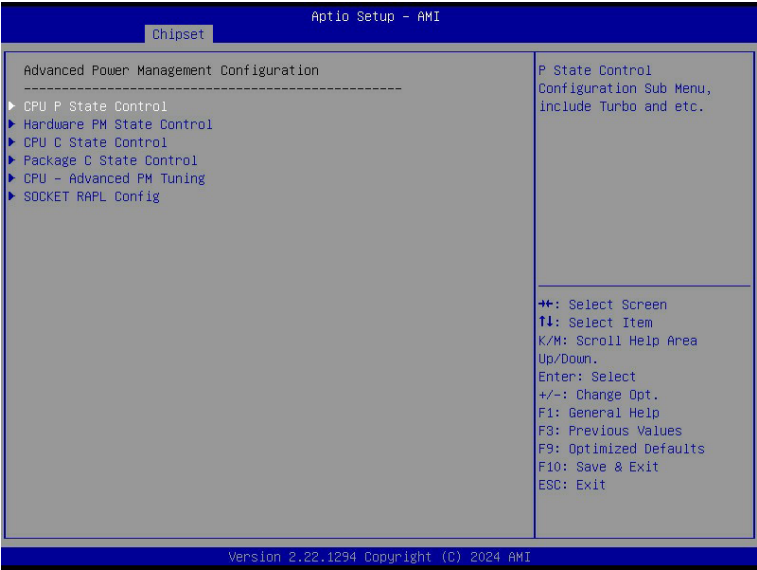 Aptio Setup – AMI
Chipset
Advanced Power Management Configuration
--------------------------------------------------
CPU P State Control
Hardware PM State Control
CPU C State Control
Package C State Control
CPU – Advanced PM Tuning
SOCKET RAPL Config
P State Control
Configuration Sub Menu,
include Turbo and etc.
→←: Select Screen
↑↓: Select Item
K/M: Scroll Help Area
Up/Down.
Enter: Select
+/-: Change Opt.
F1: General Help
F3: Previous Values
F9: Optimized Defaults
F10: Save & Exit
ESC: Exit
Version 2.22.1294 Copyright (C) 2024 AMI